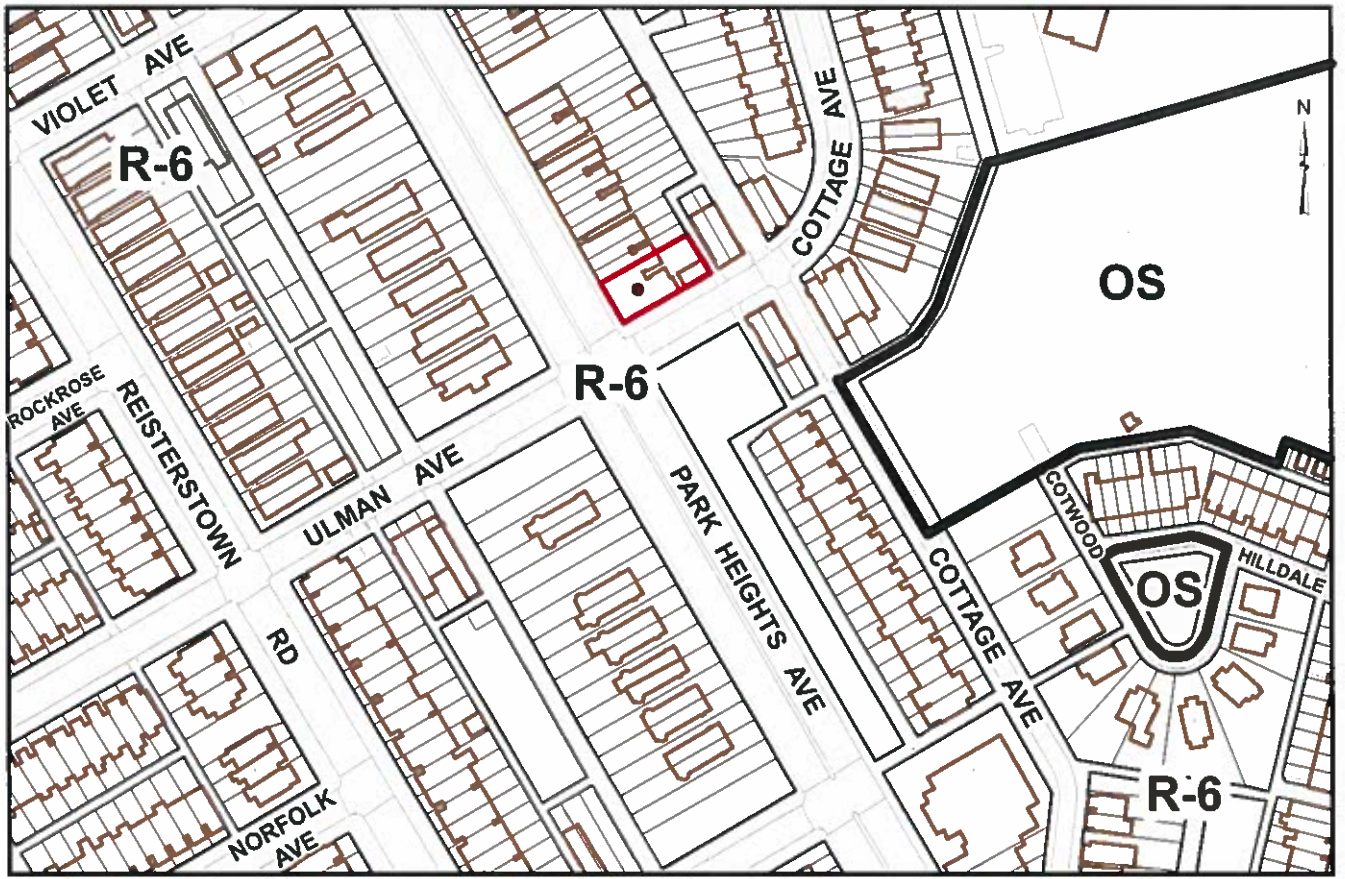 VIOLET AVE
R-6
COTTAGE AVE
N
OS
R-6
ROCKROSE
AVE
REISTERSTOWN
RD
ULMAN AVE
PARK HEIGHTS AVE
COTWOOD
HILLDALE
OS
COTTAGE AVE
R-6
NORFOLK
AVE